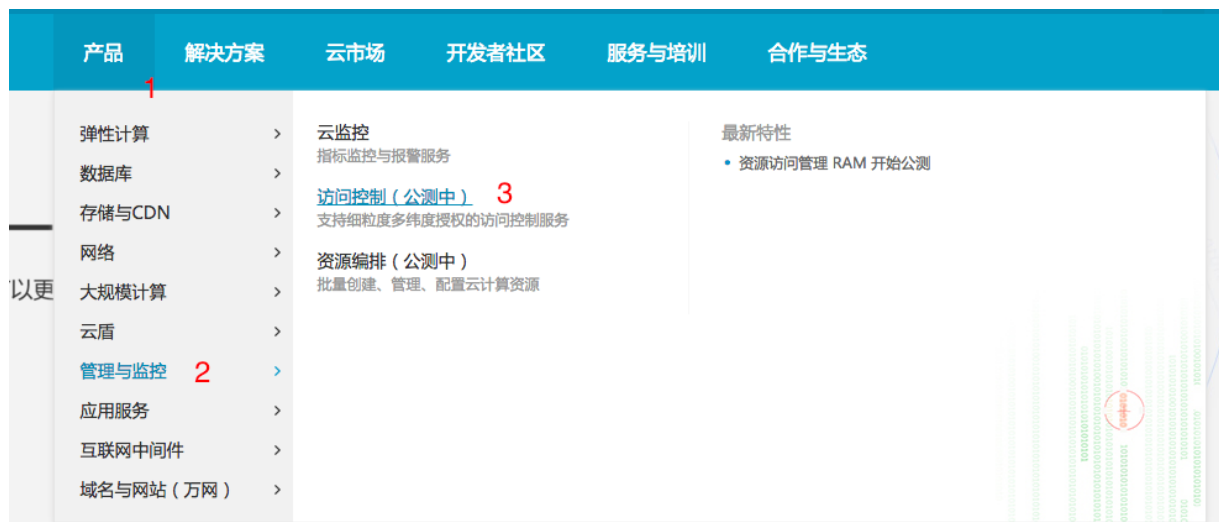 产品 解决方案 云市场 开发者社区 服务与培训 合作与生态
1
弹性计算 >
数据库 >
存储与CDN >
网络 >
大规模计算 >
云盾 >
管理与监控 2 >
应用服务 >
互联网中间件 >
域名与网站（万网） >
云监控
指标监控与报警服务
访问控制（公测中） 3
支持细粒度多纬度授权的访问控制服务
资源编排（公测中）
批量创建、管理、配置云计算资源
最新特性
• 资源访问管理 RAM 开始公测
以更